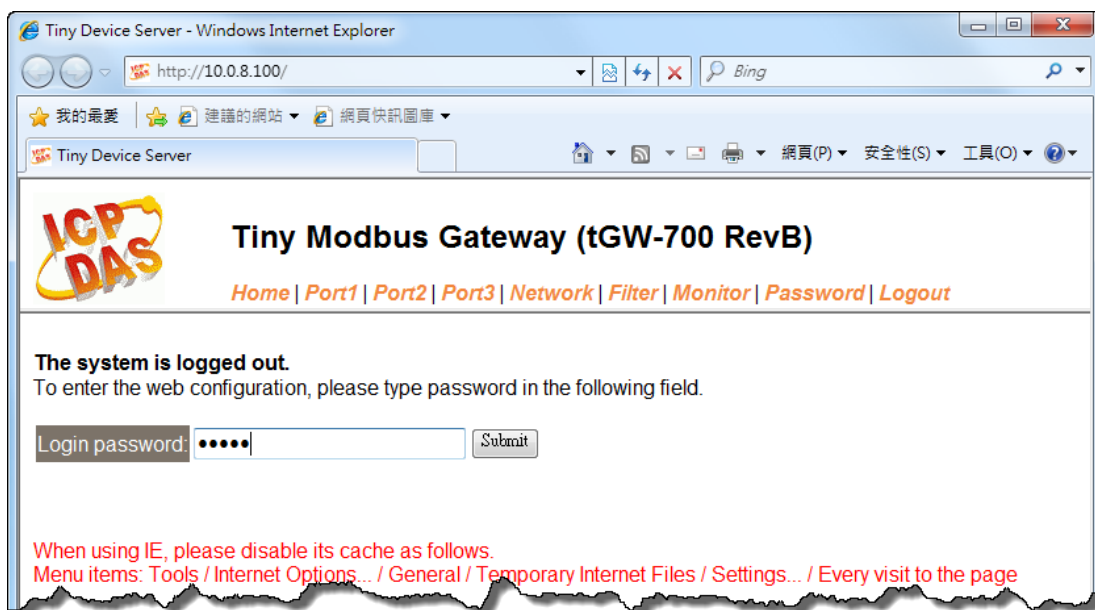 Tiny Device Server - Windows Internet Explorer
http://10.0.8.100/ Bing
我的最愛 建議的網站 網頁快訊圖庫
Tiny Device Server 網頁(P) 安全性(S) 工具(O)
ICP DAS
Tiny Modbus Gateway (tGW-700 RevB)
Home | Port1 | Port2 | Port3 | Network | Filter | Monitor | Password | Logout
The system is logged out.
To enter the web configuration, please type password in the following field.
Login password: ••••• Submit
When using IE, please disable its cache as follows.
Menu items: Tools / Internet Options... / General / Temporary Internet Files / Settings... / Every visit to the page